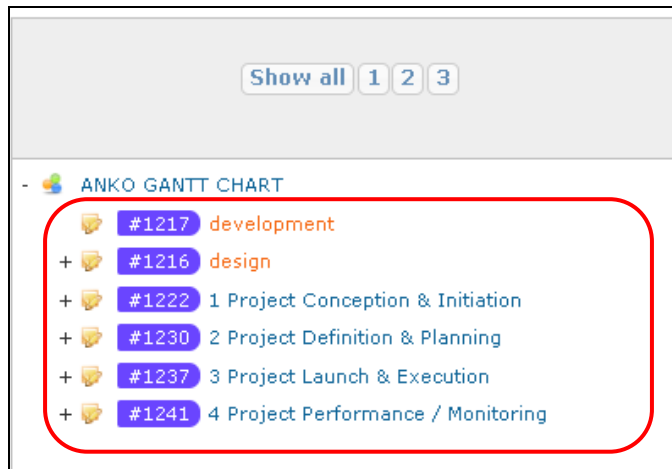 Show all 1 2 3
- ANKO GANTT CHART
#1217 development
+ #1216 design
+ #1222 1 Project Conception & Initiation
+ #1230 2 Project Definition & Planning
+ #1237 3 Project Launch & Execution
+ #1241 4 Project Performance / Monitoring